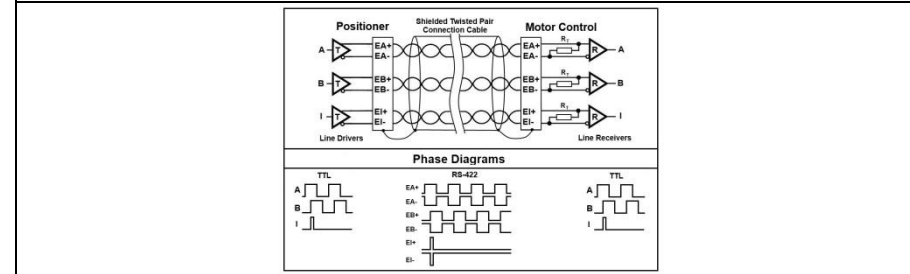 Positioner
Shielded Twisted Pair
Connection Cable
Motor Control
A
T
EA+
EA-
EA+
EA-
RT
R
A
B
T
EB+
EB-
EB+
EB-
RT
R
B
I
T
EI+
EI-
EI+
EI-
RT
R
I
Line Drivers
Line Receivers
Phase Diagrams
TTL
RS-422
TTL
A
B
I
EA+
EA-
EB+
EB-
EI+
EI-
A
B
I